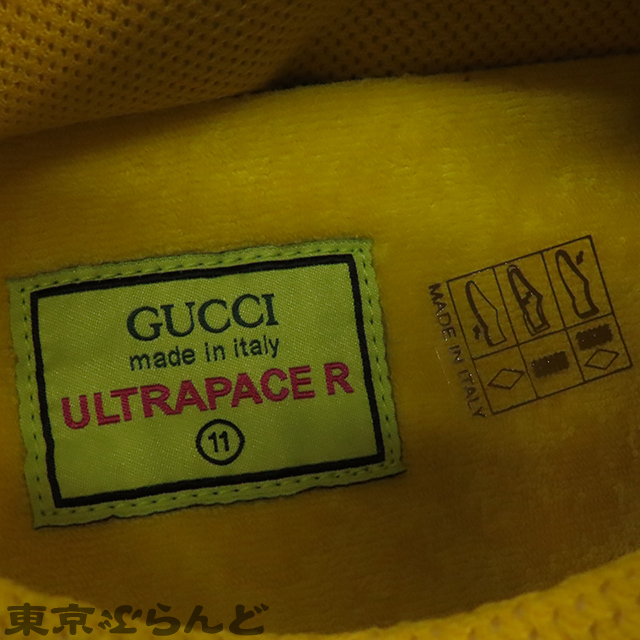 GUCCI
made in italy
ULTRAPACE R
11
MADE IN ITALY
東京ぶらんど